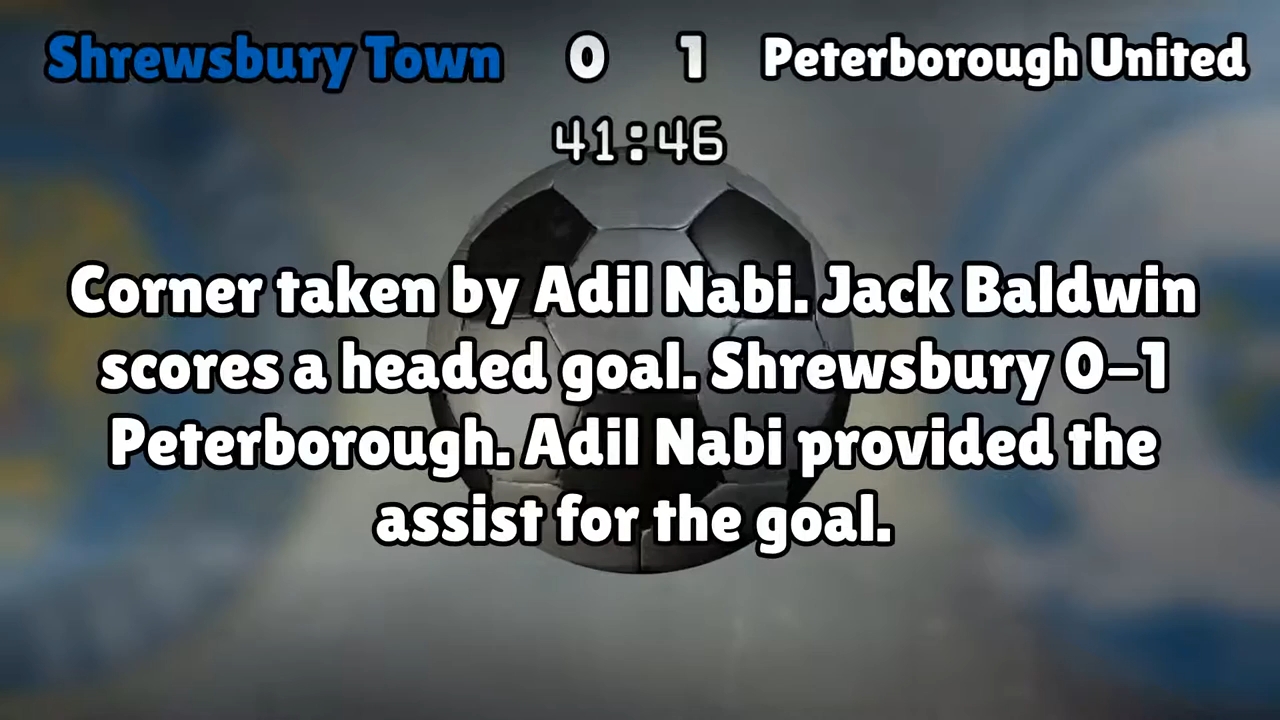 Shrewsbury Town 0 1 Peterborough United
41:46
Corner taken by Adil Nabi. Jack Baldwin
scores a headed goal. Shrewsbury 0-1
Peterborough. Adil Nabi provided the
assist for the goal.